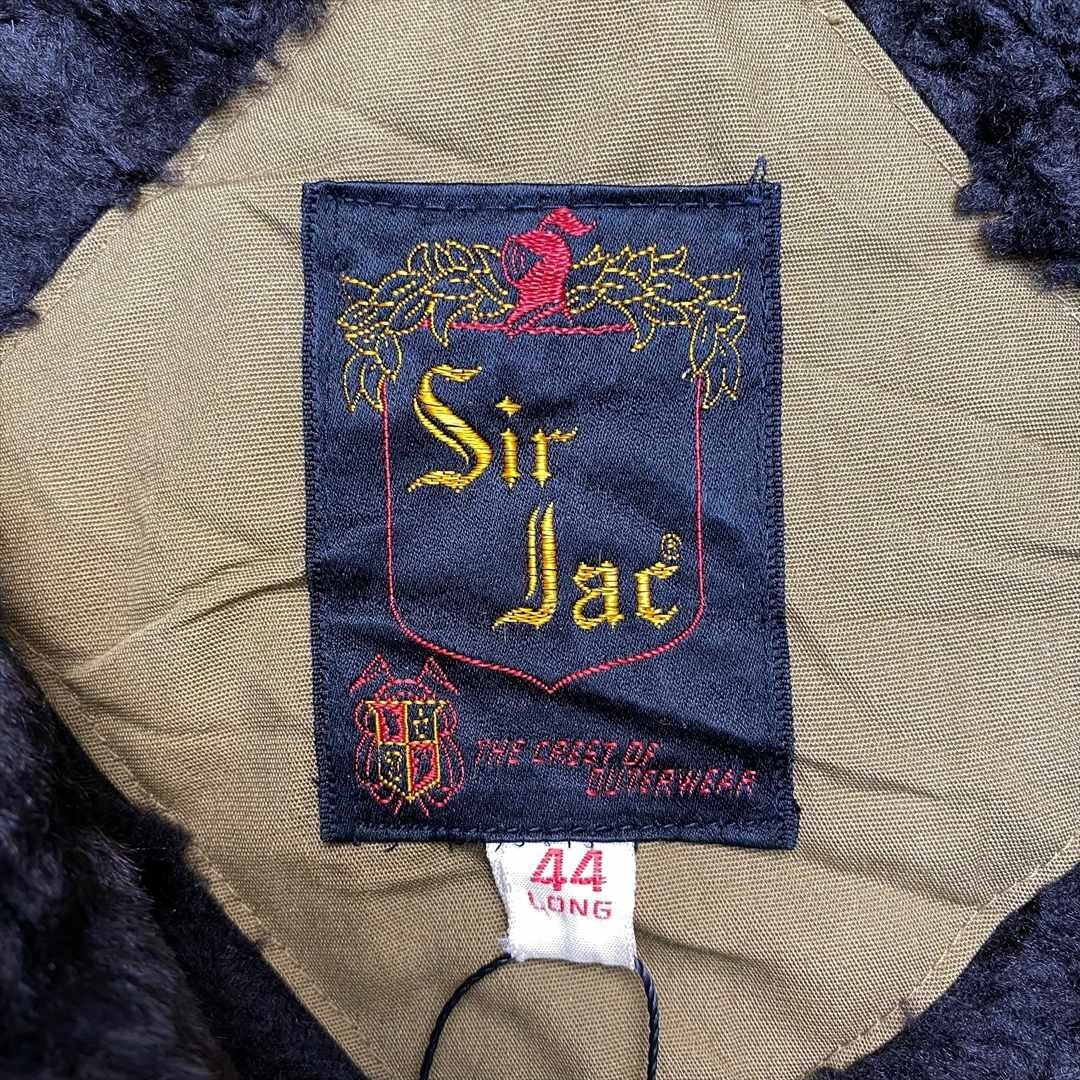 Sir
Jac®
THE CREST OF
OUTERWEAR
44
LONG